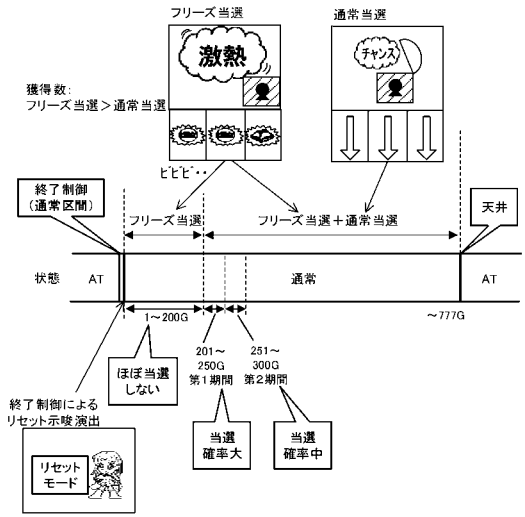 フリーズ当選
通常当選
激熱
チャンス
獲得数:
フリーズ当選>通常当選
ビビビ・・
終了制御
(通常区間)
フリーズ当選
フリーズ当選+通常当選
天井
状態
AT
通常
AT
1~200G
~777G
ほぼ当選
しない
201~
250G
第1期間
251~
300G
第2期間
終了制御による
リセット示唆演出
当選
確率大
当選
確率中
リセット
モード